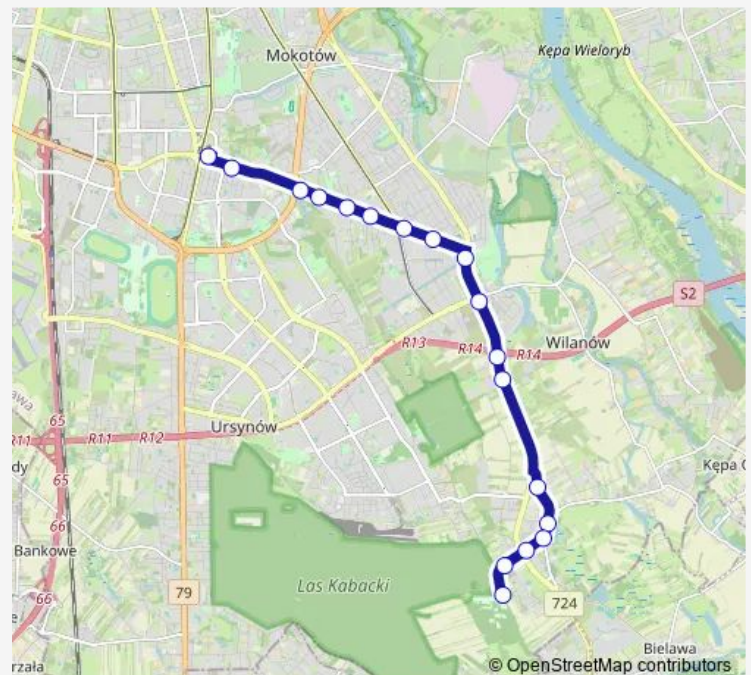 Mokotów
Kępa Wieloryb
S2
R13
R14
R14
Wilanów
65
Ursynów
R11
R12
65
66
Bankowe
Las Kabacki
79
66
724
Bielawa
© OpenStreetMap contributors